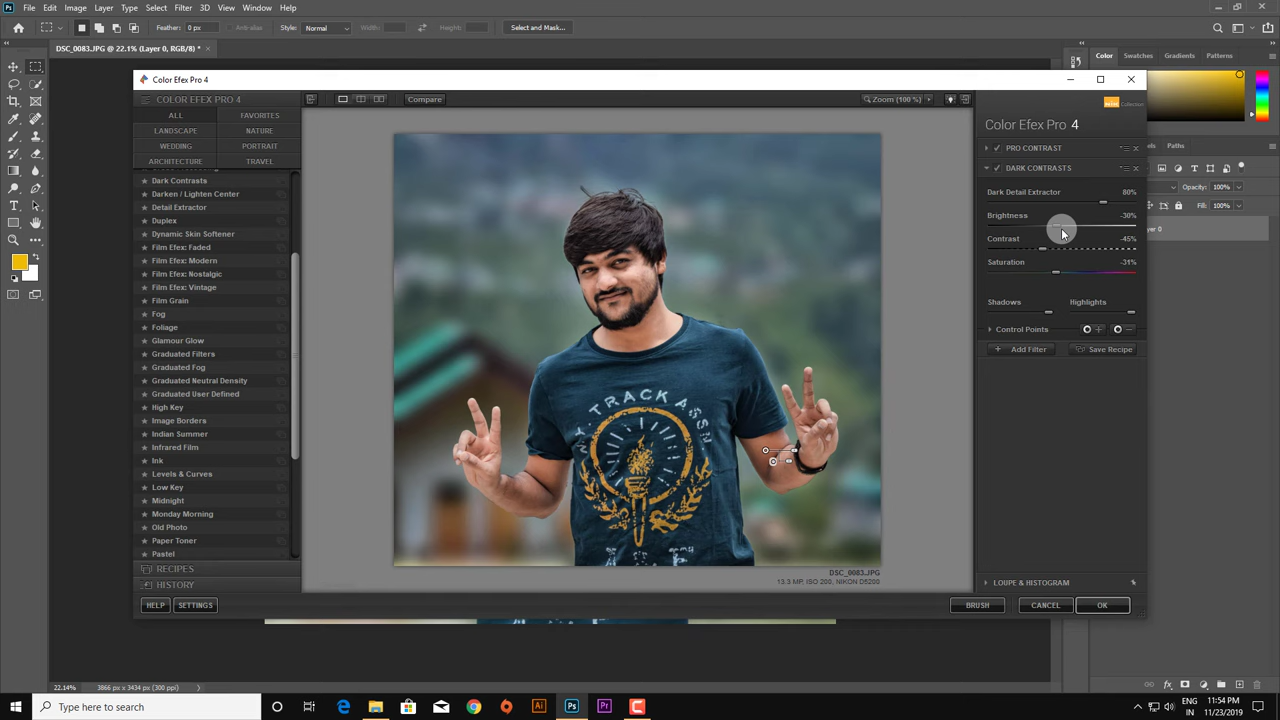 File Edit Image Layer Type Select Filter 3D View Window Help
Feather: 0 px Anti-alias Style: Normal Width: Height: Select and Mask...
DSC_0083.JPG @ 22.1% (Layer 0, RGB/8) *
Color Swatches Gradients Patterns
Color Efex Pro 4
COLOR EFEX PRO 4
Compare
Zoom (100 %)
Collection
ALL FAVORITES
LANDSCAPE NATURE
WEDDING PORTRAIT
ARCHITECTURE TRAVEL
Dark Contrasts
Darken / Lighten Center
Detail Extractor
Duplex
Dynamic Skin Softener
Film Efex: Faded
Film Efex: Modern
Film Efex: Nostalgic
Film Efex: Vintage
Film Grain
Fog
Foliage
Glamour Glow
Graduated Filters
Graduated Fog
Graduated Neutral Density
Graduated User Defined
High Key
Image Borders
Indian Summer
Infrared Film
Ink
Levels & Curves
Low Key
Midnight
Monday Morning
Old Photo
Paper Toner
Pastel
RECIPES
HISTORY
HELP SETTINGS
DSC_0083.JPG
13.3 MP, ISO 200, NIKON D5200
Color Efex Pro 4
PRO CONTRAST
DARK CONTRASTS
Dark Detail Extractor 80%
Brightness -30%
Contrast -45%
Saturation -31%
Shadows Highlights
Control Points
Add Filter Save Recipe
LOUPE & HISTOGRAM
BRUSH CANCEL OK
Paths
Opacity: 100%
Fill: 100%
22.14% 3866 px x 3434 px (300 ppi)
Type here to search
ENG 11:54 PM
IN 11/23/2019